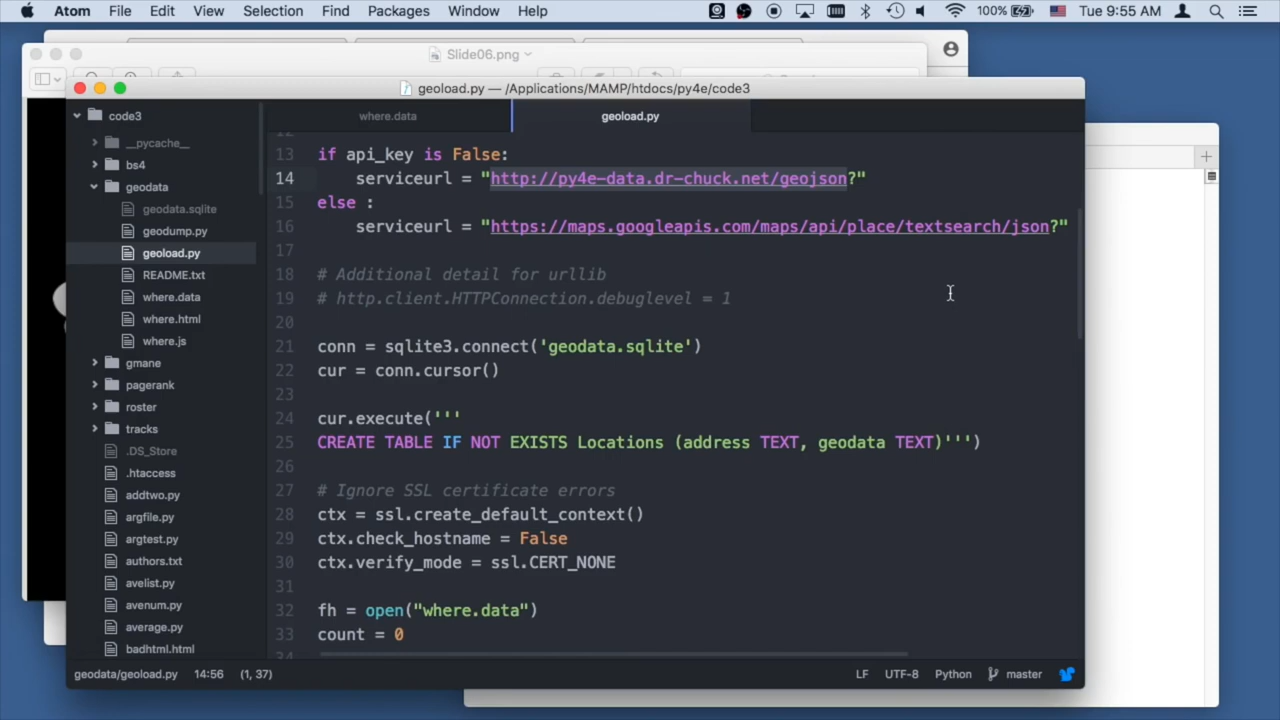 Atom File Edit View Selection Find Packages Window Help 100% Tue 9:55 AM
Slide06.png
geoload.py — /Applications/MAMP/htdocs/py4e/code3
code3
__pycache__
bs4
geodata
geodata.sqlite
geodump.py
geoload.py
README.txt
where.data
where.html
where.js
gmane
pagerank
roster
tracks
.DS_Store
.htaccess
addtwo.py
argfile.py
argtest.py
authors.txt
avelist.py
avenum.py
average.py
badhtml.html
where.data geoload.py
13 if api_key is False:
14 serviceurl = "http://py4e-data.dr-chuck.net/geojson?"
15 else :
16 serviceurl = "https://maps.googleapis.com/maps/api/place/textsearch/json?"
17
18 # Additional detail for urllib
19 # http.client.HTTPConnection.debuglevel = 1
20
21 conn = sqlite3.connect('geodata.sqlite')
22 cur = conn.cursor()
23
24 cur.execute('''
25 CREATE TABLE IF NOT EXISTS Locations (address TEXT, geodata TEXT)''')
26
27 # Ignore SSL certificate errors
28 ctx = ssl.create_default_context()
29 ctx.check_hostname = False
30 ctx.verify_mode = ssl.CERT_NONE
31
32 fh = open("where.data")
33 count = 0
geodata/geoload.py 14:56 (1, 37) LF UTF-8 Python master